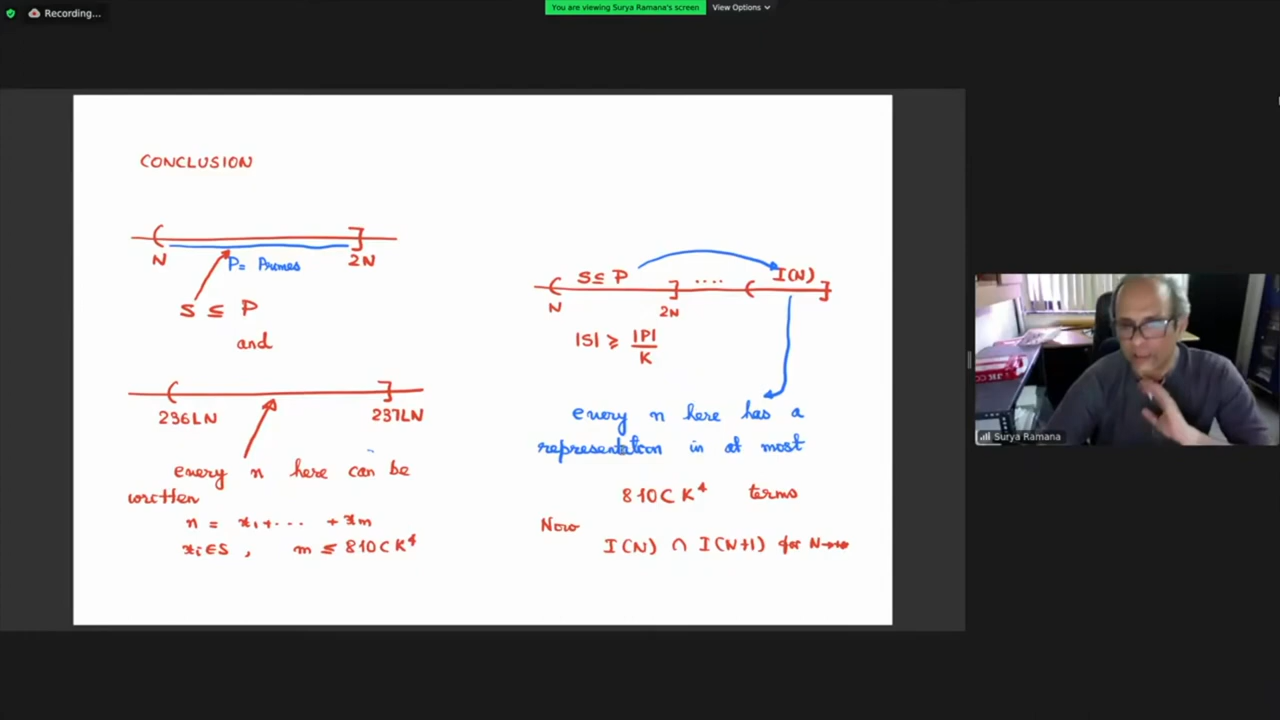 Recording...
You are viewing Surya Ramana's screen
View Options
CONCLUSION
N
P= Primes
2N
S ⊆ P
and
236LN
237LN
every n here can be
written
n = x₁+... + xm
xi∈S, m ≤ 810CK⁴
S⊆ P
....
I(N)
N
2N
|S| ⩾ |P|/K
every n here has a
representation in at most
810CK⁴ terms
Now
I(N) ∩ I(N+1) for N→∞
Surya Ramana